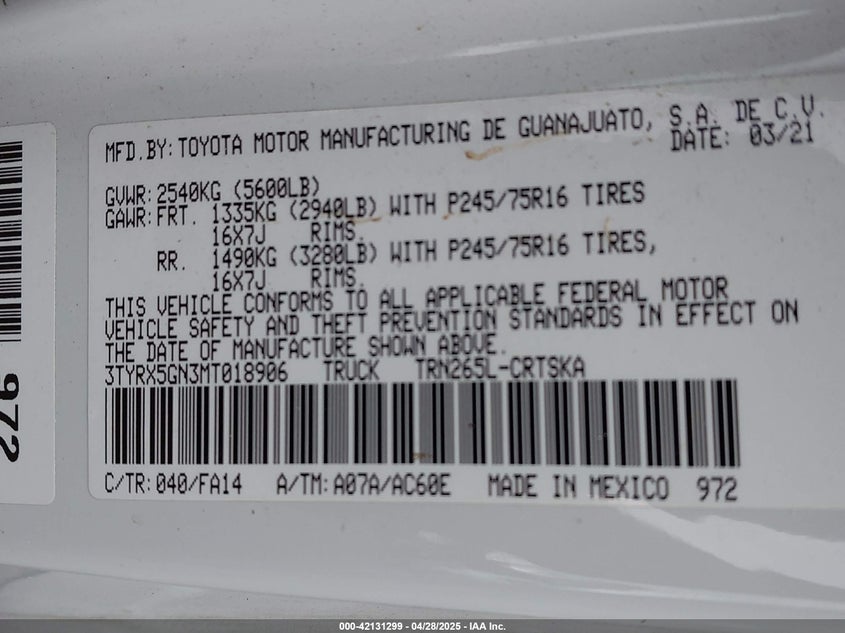 MFD.BY: TOYOTA MOTOR MANUFACTURING DE GUANAJUATO, S.A. DE C.V.
DATE: 03/21
GVWR: 2540KG (5600LB)
GAWR: FRT. 1335KG (2940LB) WITH P245/75R16 TIRES
16X7J RIMS.
RR. 1490KG (3280LB) WITH P245/75R16 TIRES,
16X7J RIMS.
THIS VEHICLE CONFORMS TO ALL APPLICABLE FEDERAL MOTOR
VEHICLE SAFETY AND THEFT PREVENTION STANDARDS IN EFFECT ON
THE DATE OF MANUFACTURE SHOWN ABOVE.
3TYRX5GN3MT018906 TRUCK TRN265L-CRTSKA
C/TR: 040/FA14 A/TM: A07A/AC60E MADE IN MEXICO 972
972
000-42131299 - 04/28/2025 - IAA Inc.